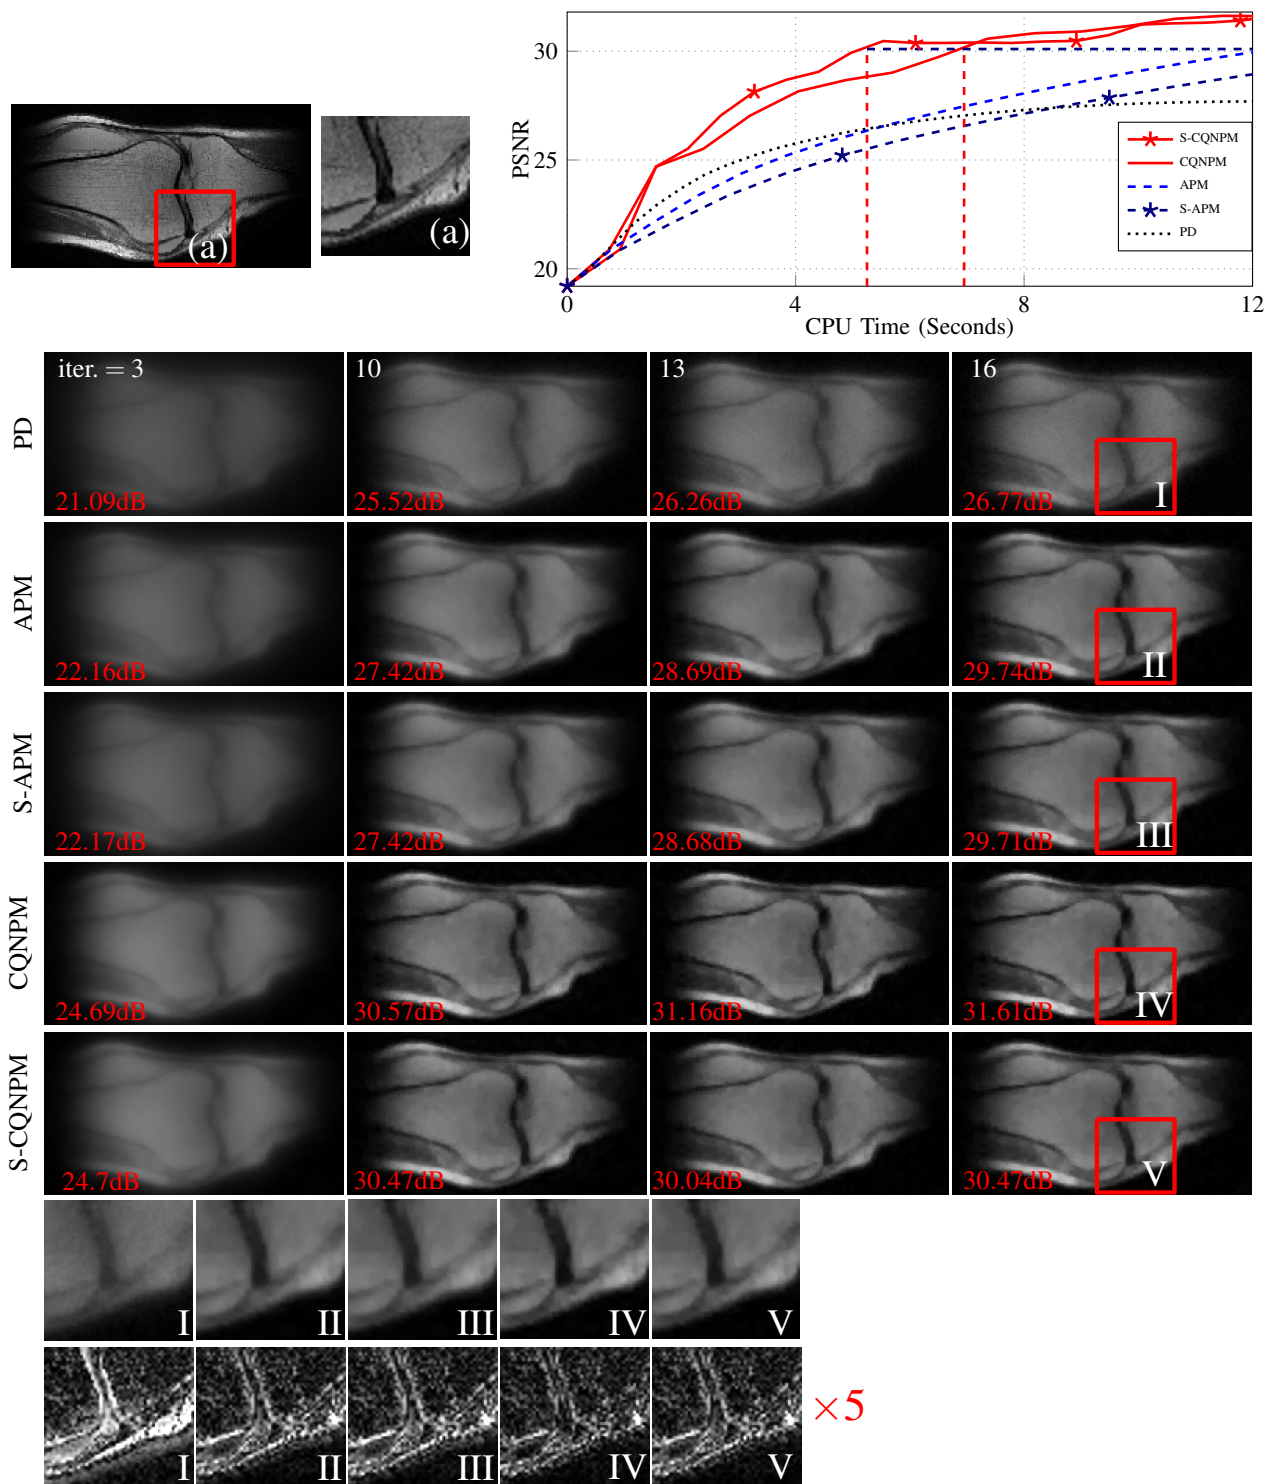 (a)
(a)
PSNR
30
25
20
0
4
8
12
CPU Time (Seconds)
S-CQNPM
CQNPM
APM
S-APM
PD
PD
iter. = 3
10
13
16
21.09dB
25.52dB
26.26dB
26.77dB
I
APM
22.16dB
27.42dB
28.69dB
29.74dB
II
S-APM
22.17dB
27.42dB
28.68dB
29.71dB
III
CQNPM
24.69dB
30.57dB
31.16dB
31.61dB
IV
S-CQNPM
24.7dB
30.47dB
30.04dB
30.47dB
V
I
II
III
IV
V
I
II
III
IV
V
×5